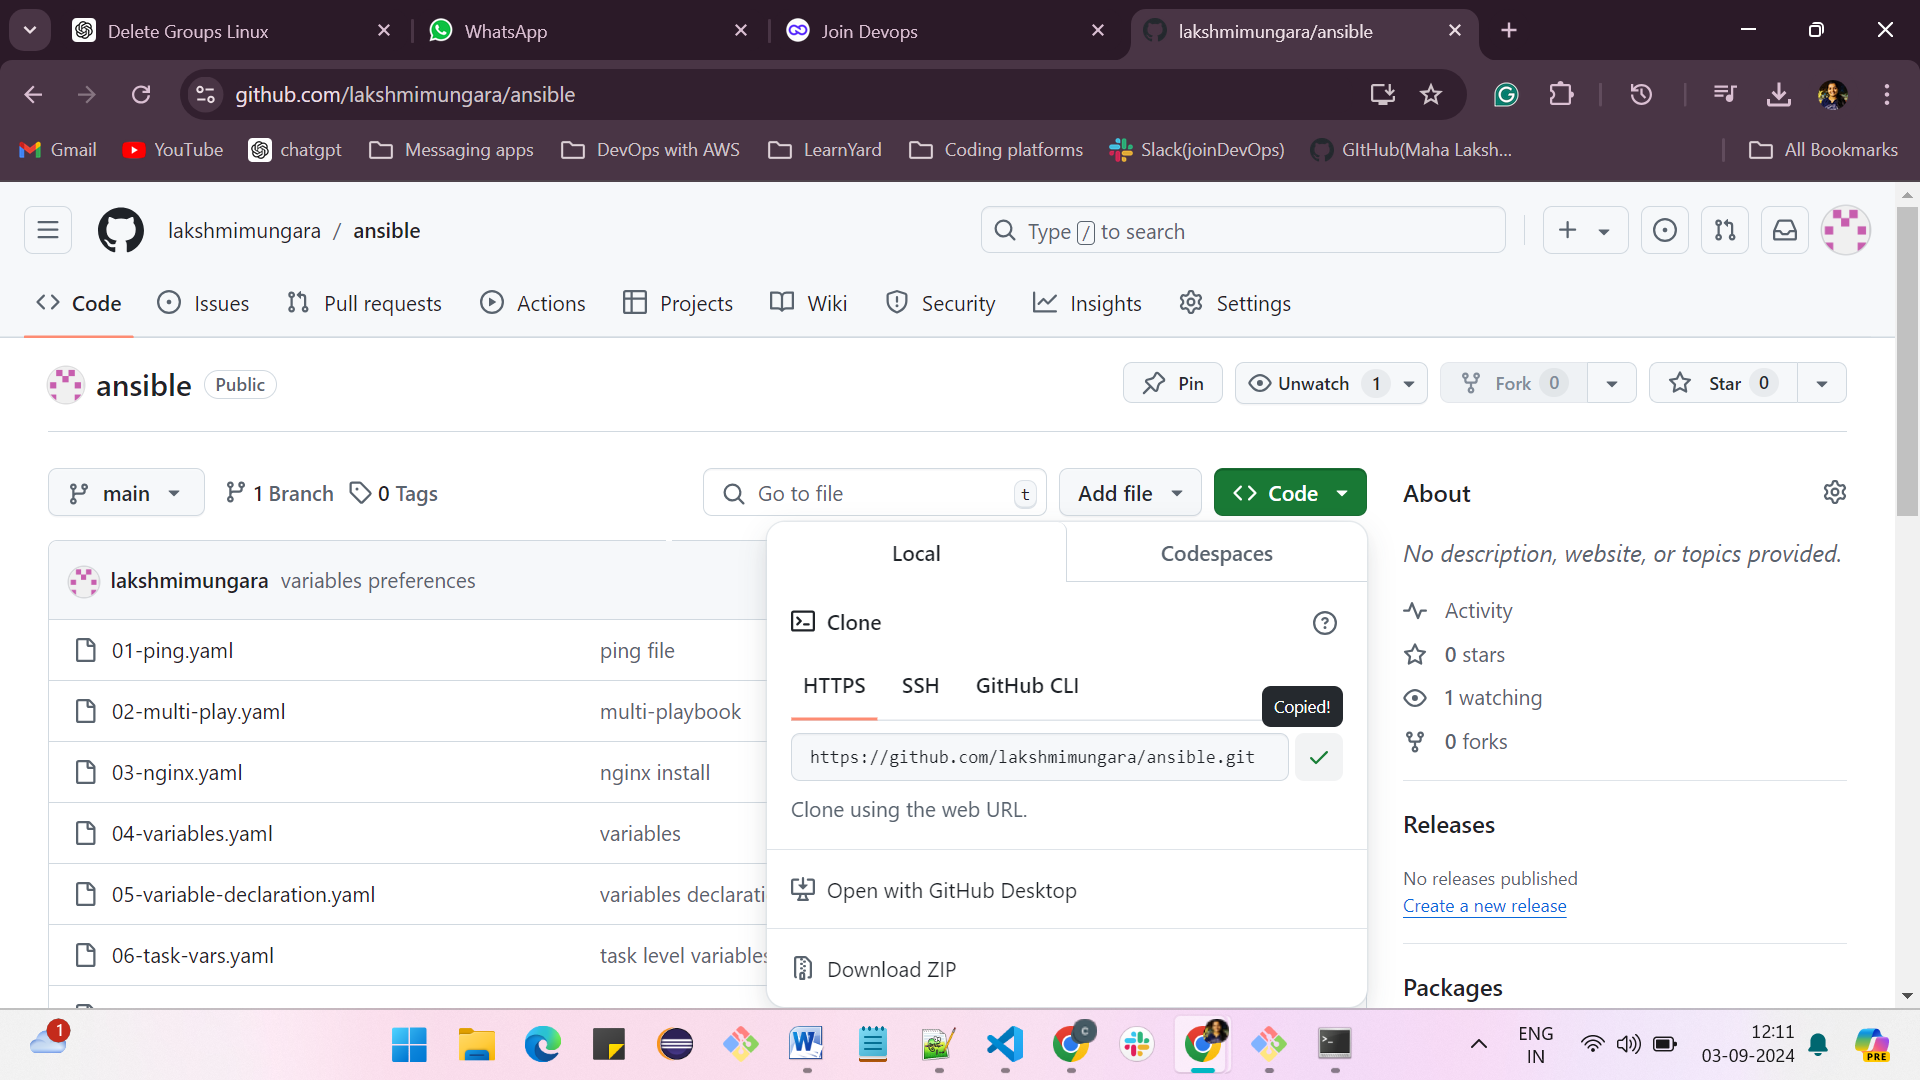 Delete Groups Linux
WhatsApp
Join Devops
lakshmimungara/ansible
github.com/lakshmimungara/ansible
Gmail
YouTube
chatgpt
Messaging apps
DevOps with AWS
LearnYard
Coding platforms
Slack(joinDevOps)
GItHub(Maha Laksh...
All Bookmarks
lakshmimungara / ansible
Type / to search
Code
Issues
Pull requests
Actions
Projects
Wiki
Security
Insights
Settings
ansible
Public
Pin
Unwatch 1
Fork 0
Star 0
main
1 Branch
0 Tags
Go to file
t
Add file
Code
About
No description, website, or topics provided.
Activity
0 stars
1 watching
0 forks
Releases
No releases published
Create a new release
Packages
Local
Codespaces
Clone
HTTPS
SSH
GitHub CLI
Copied!
https://github.com/lakshmimungara/ansible.git
Clone using the web URL.
Open with GitHub Desktop
Download ZIP
lakshmimungara variables preferences
01-ping.yaml ping file
02-multi-play.yaml multi-playbook
03-nginx.yaml nginx install
04-variables.yaml variables
05-variable-declaration.yaml variables declarati
06-task-vars.yaml task level variables
1
C
ENG
IN
12:11
03-09-2024
PRE